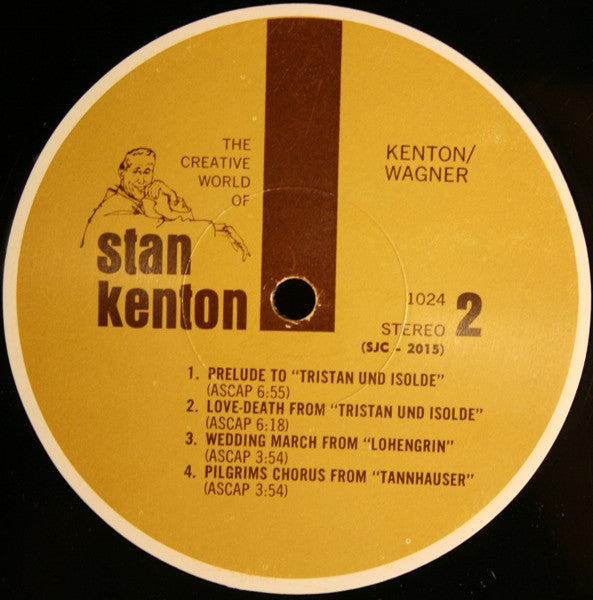 THE
CREATIVE
WORLD
OF
stan
kenton
KENTON/
WAGNER
1024
STEREO 2
(SJC - 2015)
1. PRELUDE TO "TRISTAN UND ISOLDE"
(ASCAP 6:55)
2. LOVE-DEATH FROM "TRISTAN UND ISOLDE"
(ASCAP 6:18)
3. WEDDING MARCH FROM "LOHENGRIN"
(ASCAP 3:54)
4. PILGRIMS CHORUS FROM "TANNHAUSER"
(ASCAP 3:54)